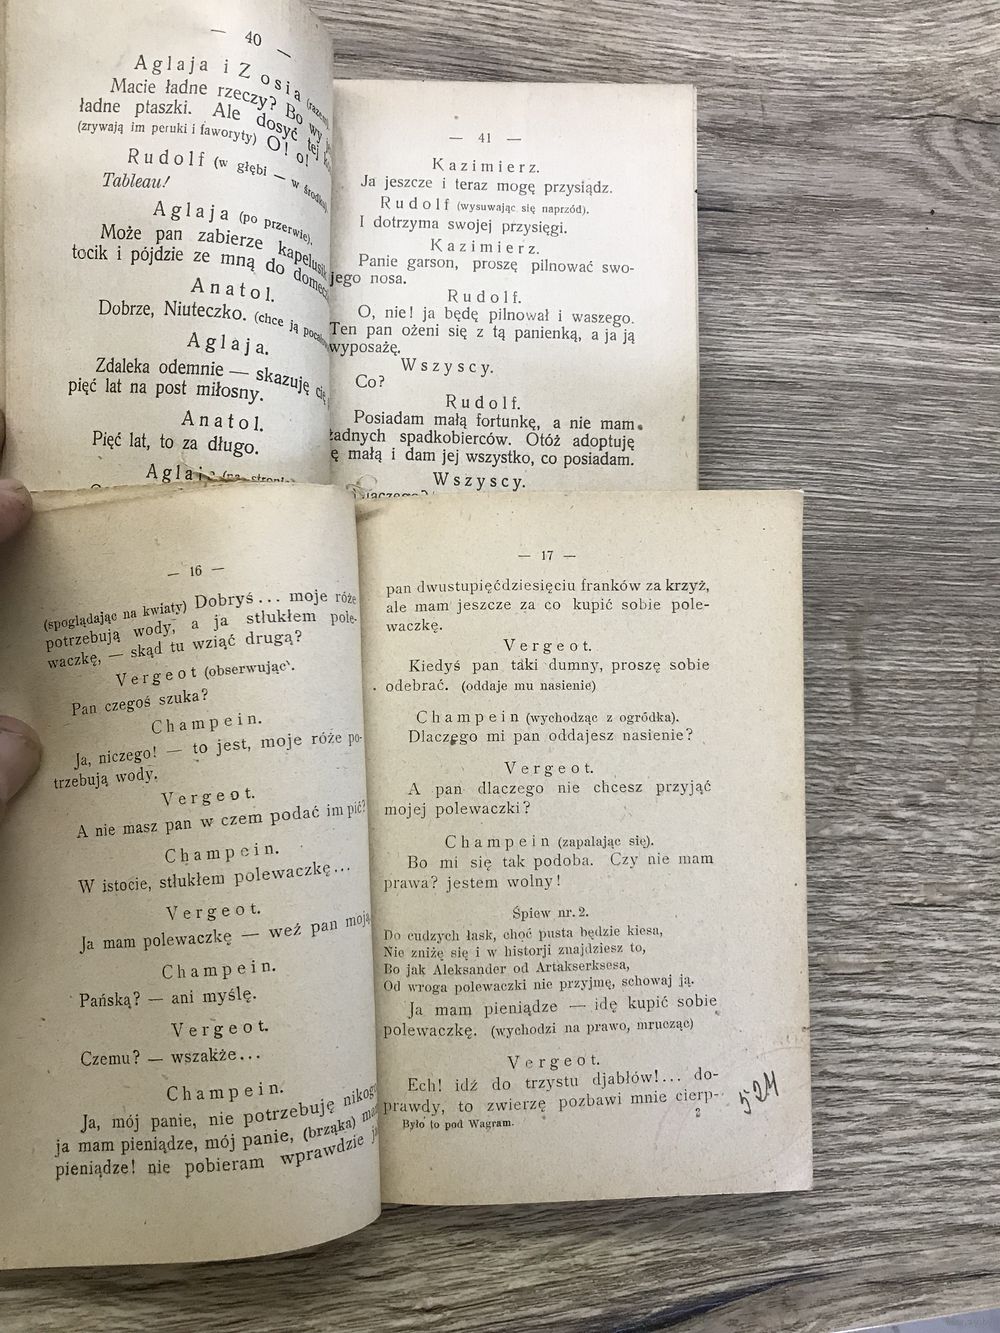 — 40 —
Aglaja i Zosia (razem).
Macie ładne rzeczy? Bo wy
ładne ptaszki. Ale dosyć tej
(zrywają im peruki i faworyty) O! o!
Rudolf (w głębi — w środku).
Tableau!
Aglaja (po przerwie).
Może pan zabierze kapelusik
tocik i pójdzie ze mną do
Anatol.
Dobrze, Niuteczko. (chce ją
Aglaja.
Zdaleka odemnie — skazuję cię
pięć lat na post miłosny.
Anatol.
Pięć lat, to za długo.
Aglaja
— 41 —
Kazimierz.
Ja jeszcze i teraz mogę przysiądz.
Rudolf (wysuwając się naprzód).
I dotrzyma swojej przysięgi.
Kazimierz.
Panie garson, proszę pilnować swo-
jego nosa.
Rudolf.
O, nie! ja będę pilnował i waszego.
Ten pan ożeni się z tą panienką, a ja ją
wyposażę.
Wszyscy.
Co?
Rudolf.
Posiadam małą fortunkę, a nie mam
żadnych spadkobierców. Otóż adoptuję
ę małą i dam jej wszystko, co posiadam.
Wszyscy.
— 16 —
(spoglądając na kwiaty) Dobryś... moje róże
potrzebują wody, a ja stłukłem pole-
waczkę, — skąd tu wziąć drugą?
Vergeot (obserwując).
Pan czegoś szuka?
Champein.
Ja, niczego! — to jest, moje róże po-
trzebują wody.
Vergeot.
A nie masz pan w czem podać im pić?
Champein.
W istocie, stłukłem polewaczkę...
Vergeot.
Ja mam polewaczkę — weź pan moją
Champein.
Pańską? — ani myślę.
Vergeot.
Czemu? — wszakże...
Champein.
Ja, mój panie, nie potrzebuję nikogo
ja mam pieniądze, mój panie, (brząka)
pieniądze! nie pobieram wprawdzie
— 17 —
pan dwustupięćdziesięciu franków za krzyż,
ale mam jeszcze za co kupić sobie pole-
waczkę.
Vergeot.
Kiedyś pan taki dumny, proszę sobie
odebrać. (oddaje mu nasienie)
Champein (wychodząc z ogródka).
Dlaczego mi pan oddajesz nasienie?
Vergeot.
A pan dlaczego nie chcesz przyjąć
mojej polewaczki?
Champein (zapalając się).
Bo mi się tak podoba. Czy nie mam
prawa? jestem wolny!
Śpiew nr. 2.
Do cudzych łask, choć pusta będzie kiesa,
Nie zniżę się i w historji znajdziesz to,
Bo jak Aleksander od Artakserksesa,
Od wroga polewaczki nie przyjmę, schowaj ją.
Ja mam pieniądze — idę kupić sobie
polewaczkę. (wychodzi na prawo, mrucząc)
Vergeot.
Ech! idź do trzystu djabłów!... do-
prawdy, to zwierzę pozbawi mnie cierp-
Było to pod Wagram. 2
524